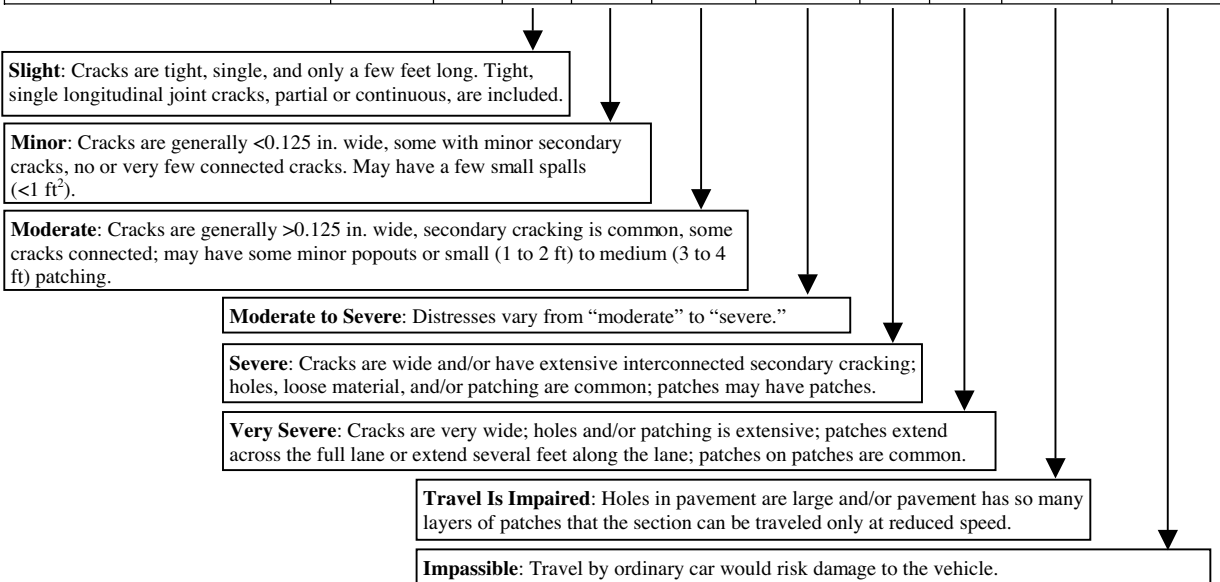 Slight: Cracks are tight, single, and only a few feet long. Tight,
single longitudinal joint cracks, partial or continuous, are included.
Minor: Cracks are generally <0.125 in. wide, some with minor secondary
cracks, no or very few connected cracks. May have a few small spalls
(<1 ft²).
Moderate: Cracks are generally >0.125 in. wide, secondary cracking is common, some
cracks connected; may have some minor popouts or small (1 to 2 ft) to medium (3 to 4
ft) patching.
Moderate to Severe: Distresses vary from “moderate” to “severe.”
Severe: Cracks are wide and/or have extensive interconnected secondary cracking;
holes, loose material, and/or patching are common; patches may have patches.
Very Severe: Cracks are very wide; holes and/or patching is extensive; patches extend
across the full lane or extend several feet along the lane; patches on patches are common.
Travel Is Impaired: Holes in pavement are large and/or pavement has so many
layers of patches that the section can be traveled only at reduced speed.
Impassible: Travel by ordinary car would risk damage to the vehicle.